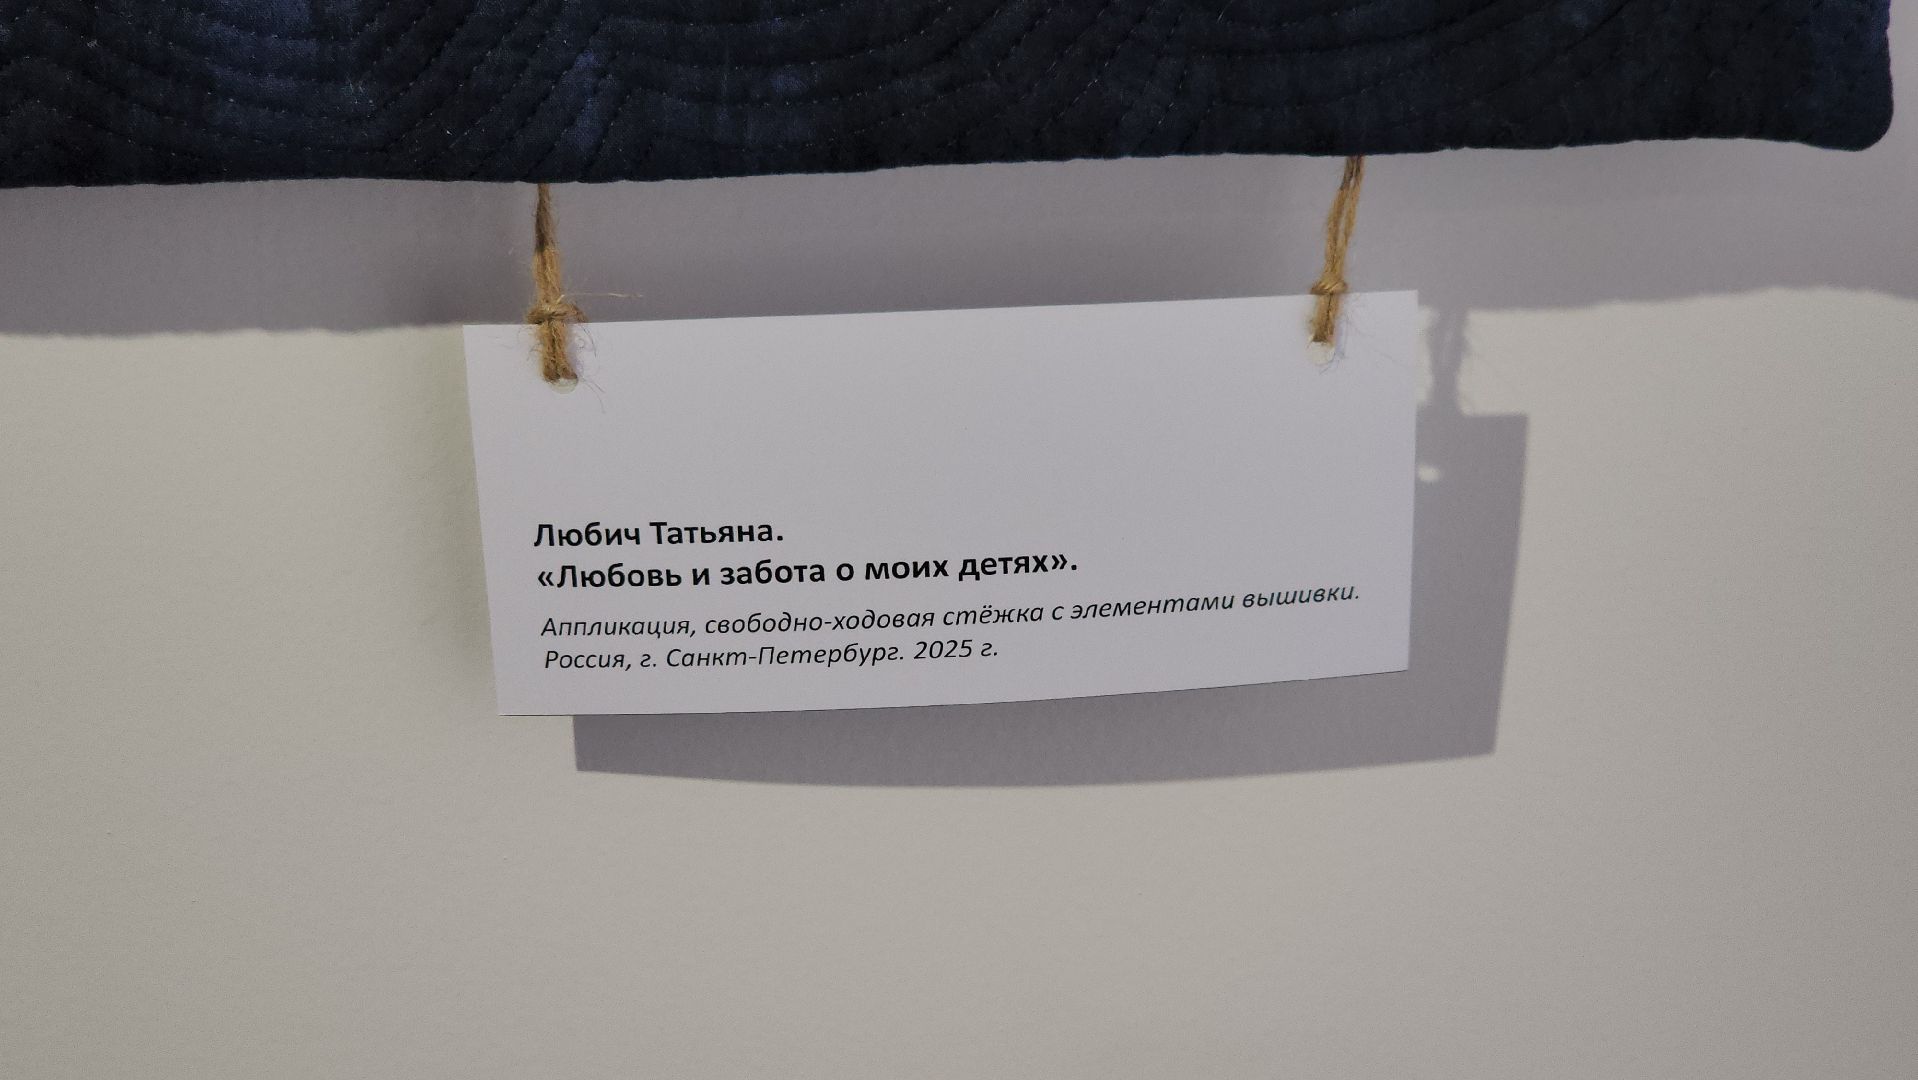 Любич Татьяна.
«Любовь и забота о моих детях».
Аппликация, свободно-ходовая стёжка с элементами вышивки.
Россия, г. Санкт-Петербург. 2025 г.